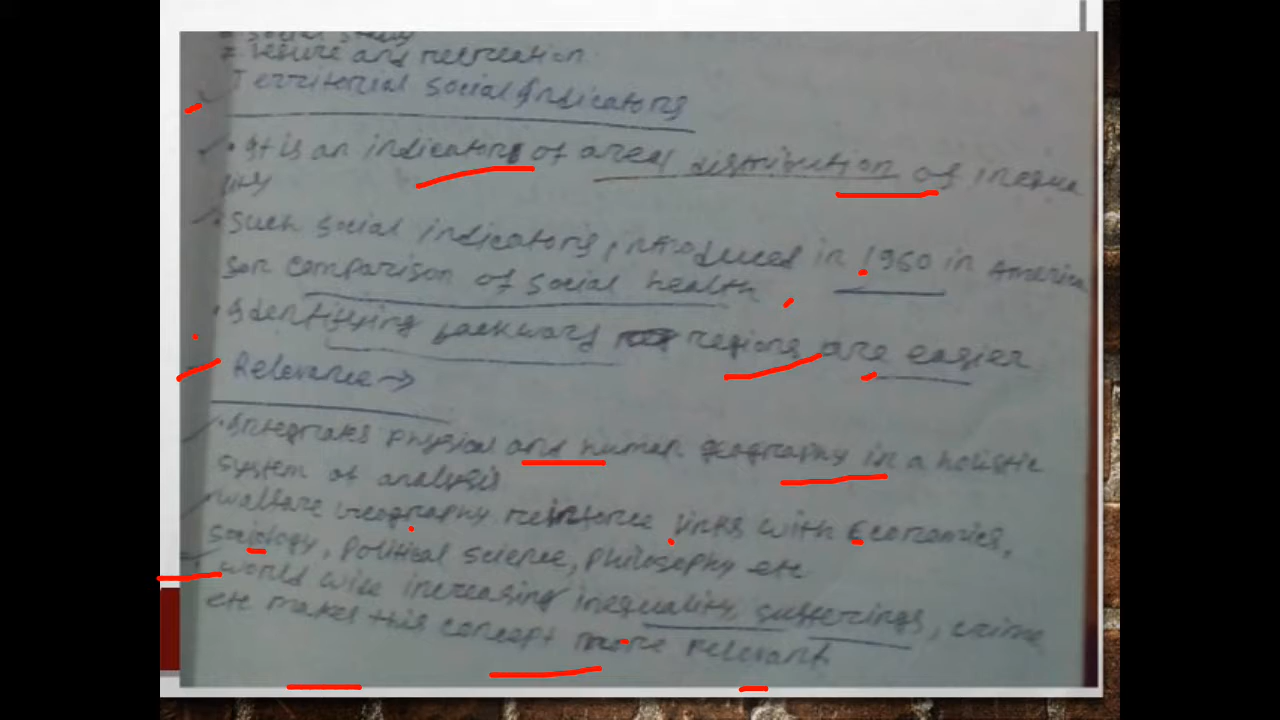 = social study
= leisure and recreation
Territorial social Indicators
• It is an indicators of areal distribution of inequa
lity
• Such social indicators, introduced in 1960 in America
for comparison of social health
• Identifying backward regions are easier
Relevance →
• Integrates physical and human geography in a holistic
system of analysis
• Walfare Geography reinforce links with Economics,
sociology, political science, philosophy etc
• world wide increasing inequality, sufferings, crime
etc makes this concept more relevant